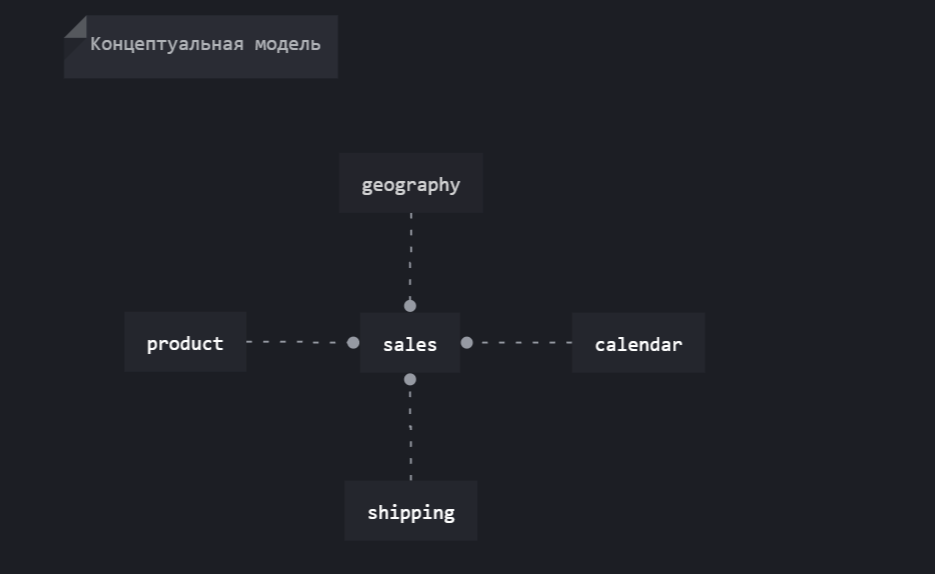 Концептуальная модель
geography
product
sales
calendar
shipping